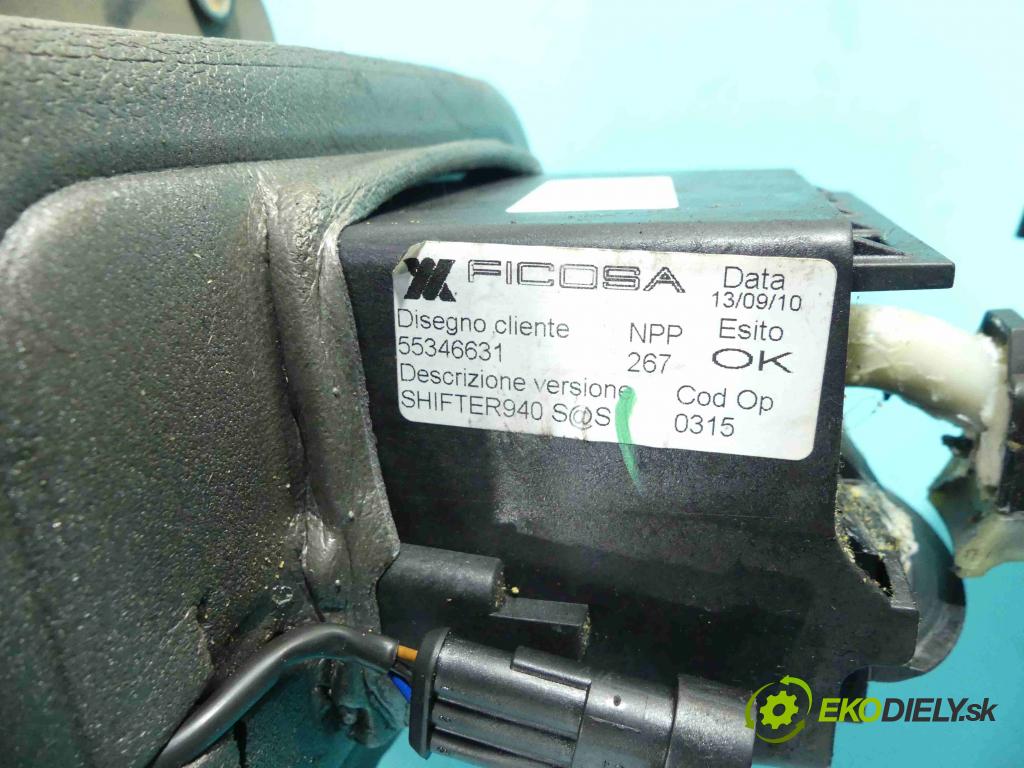 FICOSA
Data
13/09/10
Disegno cliente
55346631
NPP
267
Esito
OK
Descrizione versione
SHIFTER940 S@S
Cod Op
0315
EKODIELY.sk